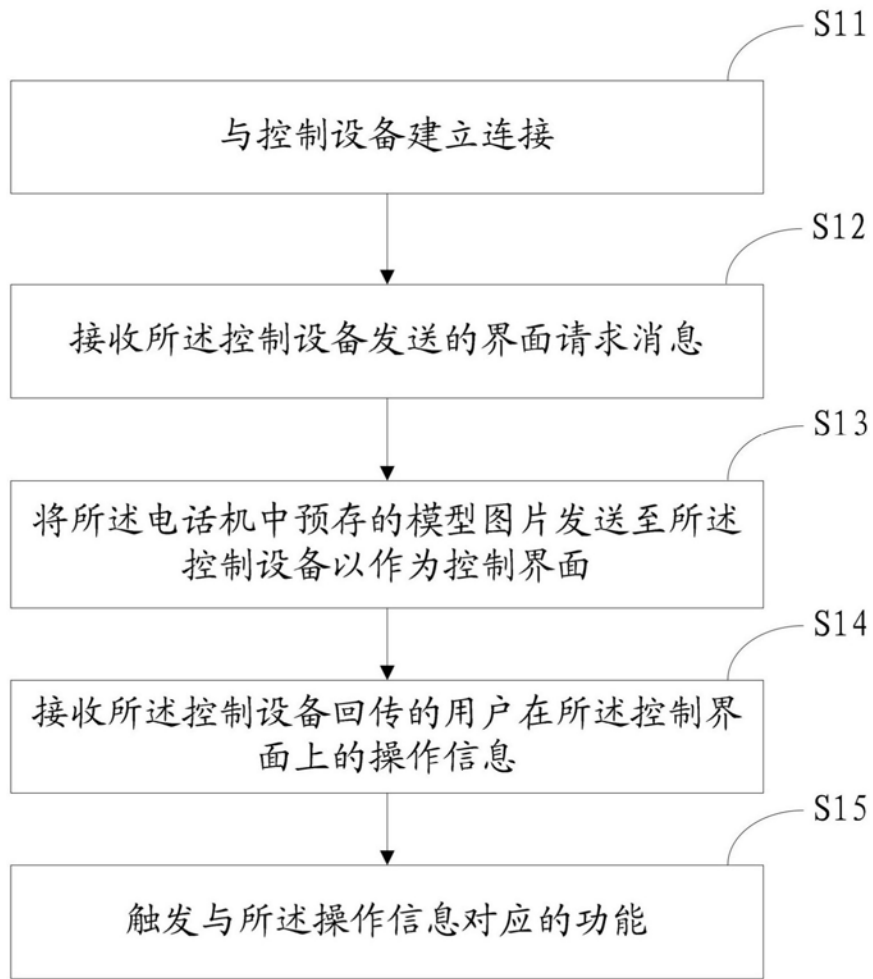 S11
与控制设备建立连接
S12
接收所述控制设备发送的界面请求消息
S13
将所述电话机中预存的模型图片发送至所述
控制设备以作为控制界面
S14
接收所述控制设备回传的用户在所述控制界
面上的操作信息
S15
触发与所述操作信息对应的功能